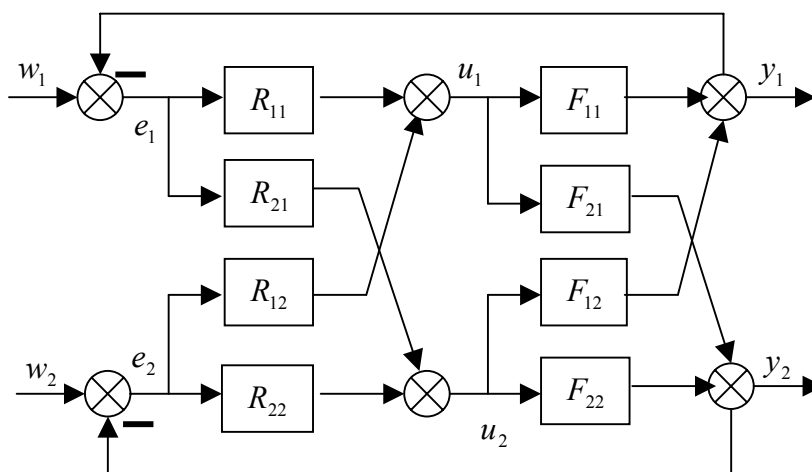 w₁ u₁ y₁
R₁₁ F₁₁
e₁
R₂₁ F₂₁
R₁₂ F₁₂
w₂ e₂ y₂
R₂₂ F₂₂
u₂